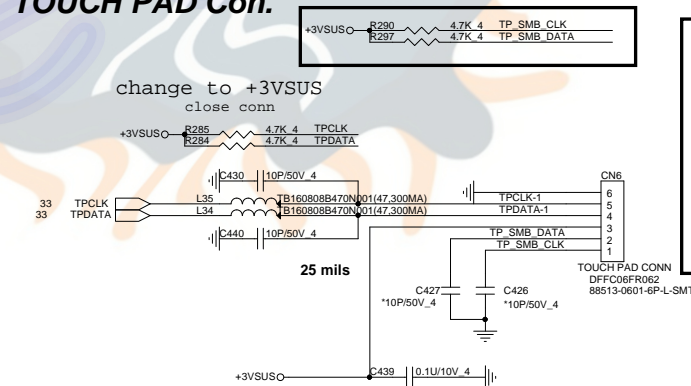 TOUCH PAD Con.
+3VSUS R290 4.7K_4 TP_SMB_CLK
R297 4.7K_4 TP_SMB_DATA
change to +3VSUS
close conn
+3VSUS R285 4.7K_4 TPCLK
R284 4.7K_4 TPDATA
C430 10P/50V_4
CN6
33 TPCLK L35 TB160808B470N001(47,300MA) TPCLK-1
33 TPDATA L34 TB160808B470N001(47,300MA) TPDATA-1
6
5
4
3
2
1
TP_SMB_DATA
TP_SMB_CLK
C440 10P/50V_4
25 mils
TOUCH PAD CONN
DFFC06FR062
88513-0601-6P-L-SMT
C427
*10P/50V_4
C426
*10P/50V_4
+3VSUS C439 0.1U/10V_4